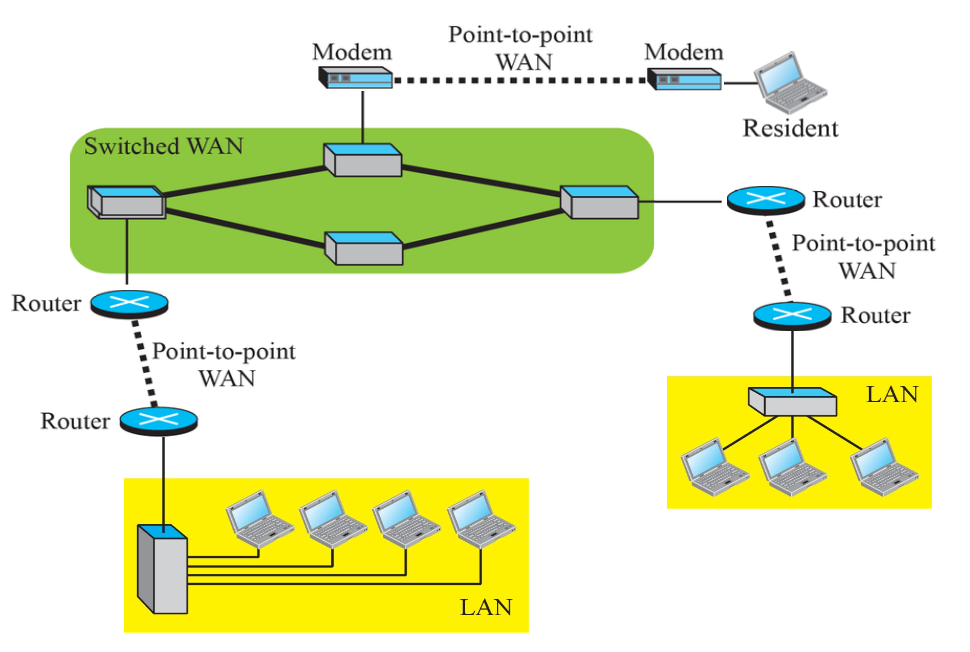 Point-to-point
WAN
Modem
Modem
Resident
Switched WAN
Router
Point-to-point
WAN
Router
Router
Point-to-point
WAN
Router
LAN
LAN